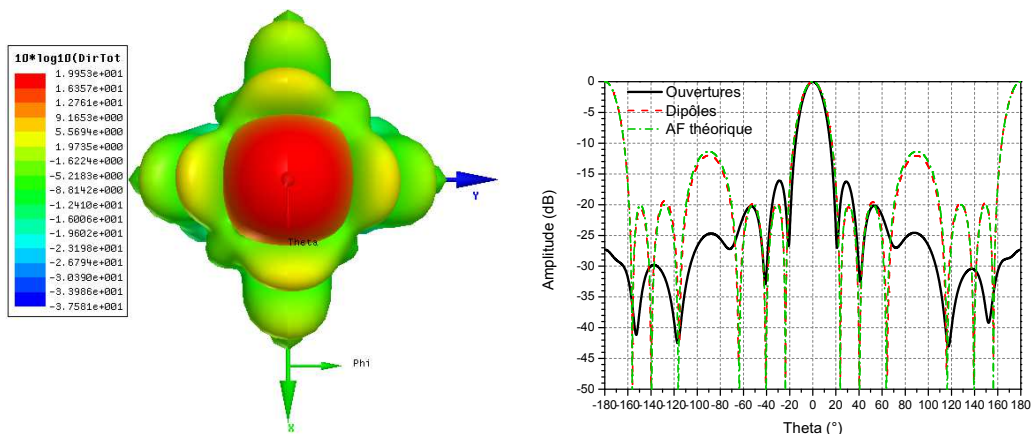 10*log10(DirTot
1.9953e+001
1.6357e+001
1.2761e+001
9.1653e+000
5.5694e+000
1.9735e+000
-1.6224e+000
-5.2183e+000
-8.8142e+000
-1.2410e+001
-1.6006e+001
-1.9602e+001
-2.3198e+001
-2.6794e+001
-3.0390e+001
-3.3986e+001
-3.7581e+001
Theta
Y
Phi
X
Ouvertures
Dipôles
AF théorique
Amplitude (dB)
0
-5
-10
-15
-20
-25
-30
-35
-40
-45
-50
-180 -160 -140 -120 -100 -80 -60 -40 -20 0 20 40 60 80 100 120 140 160 180
Theta (°)